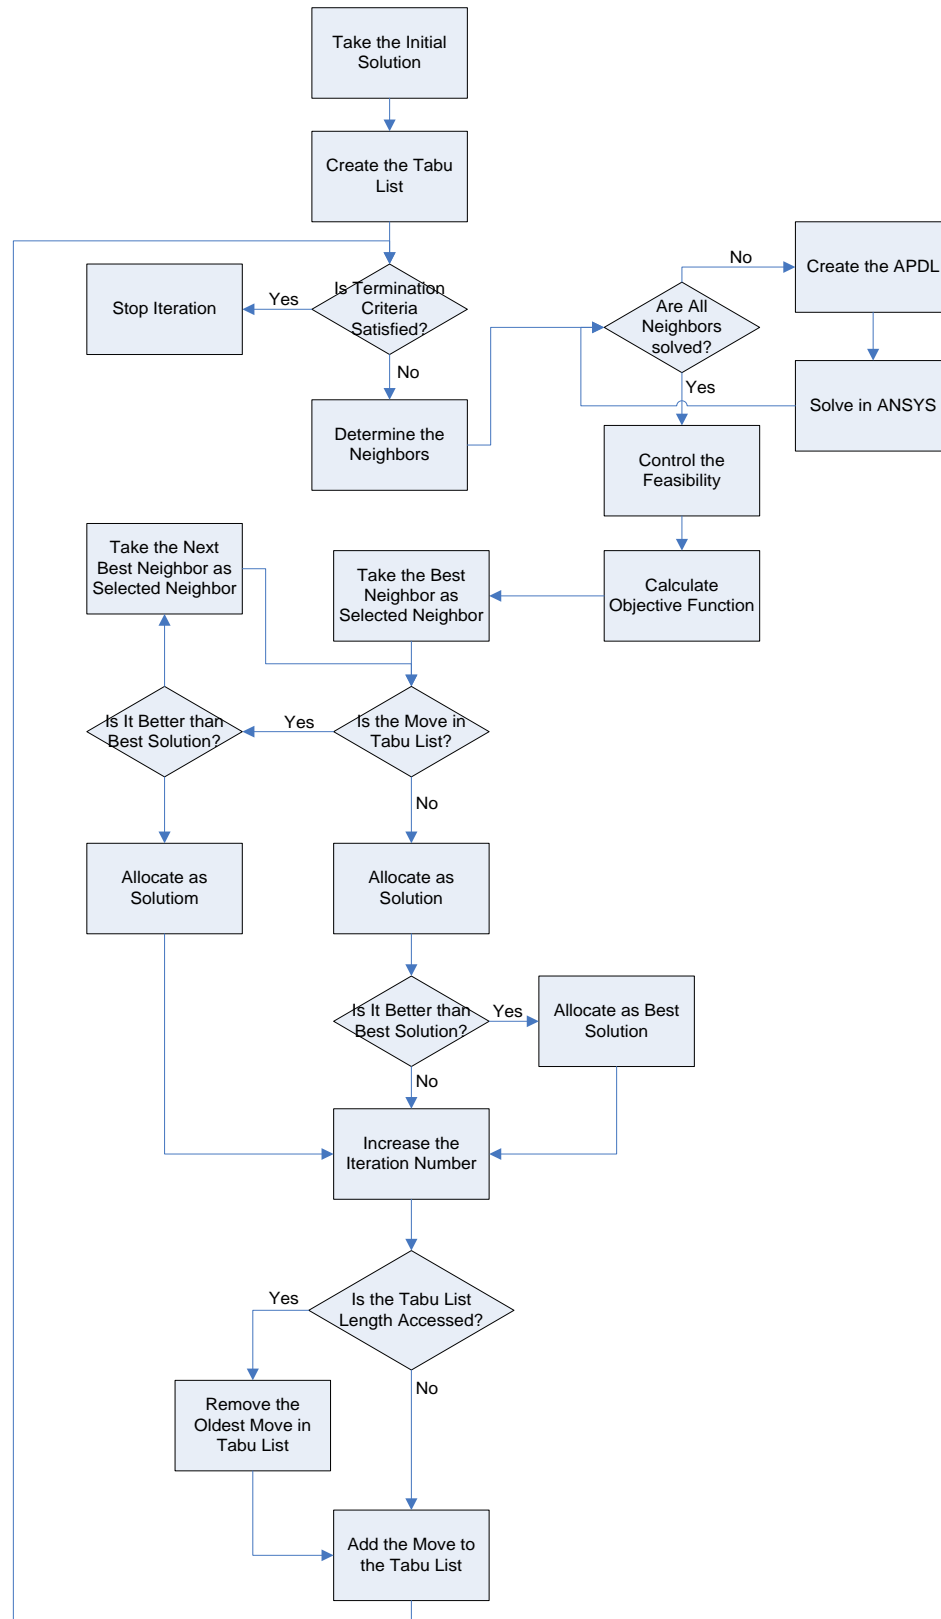 Take the Initial
Solution
Create the Tabu
List
Is Termination
Criteria
Satisfied?
Yes
Stop Iteration
No
Determine the
Neighbors
Are All
Neighbors
solved?
No
Create the APDL
Solve in ANSYS
Yes
Control the
Feasibility
Calculate
Objective Function
Take the Best
Neighbor as
Selected Neighbor
Take the Next
Best Neighbor as
Selected Neighbor
Is the Move in
Tabu List?
Yes
Is It Better than
Best Solution?
No
Allocate as
Solutiom
Allocate as
Solution
Is It Better than
Best Solution?
Yes
Allocate as Best
Solution
No
Increase the
Iteration Number
Is the Tabu List
Length Accessed?
Yes
Remove the
Oldest Move in
Tabu List
No
Add the Move to
the Tabu List